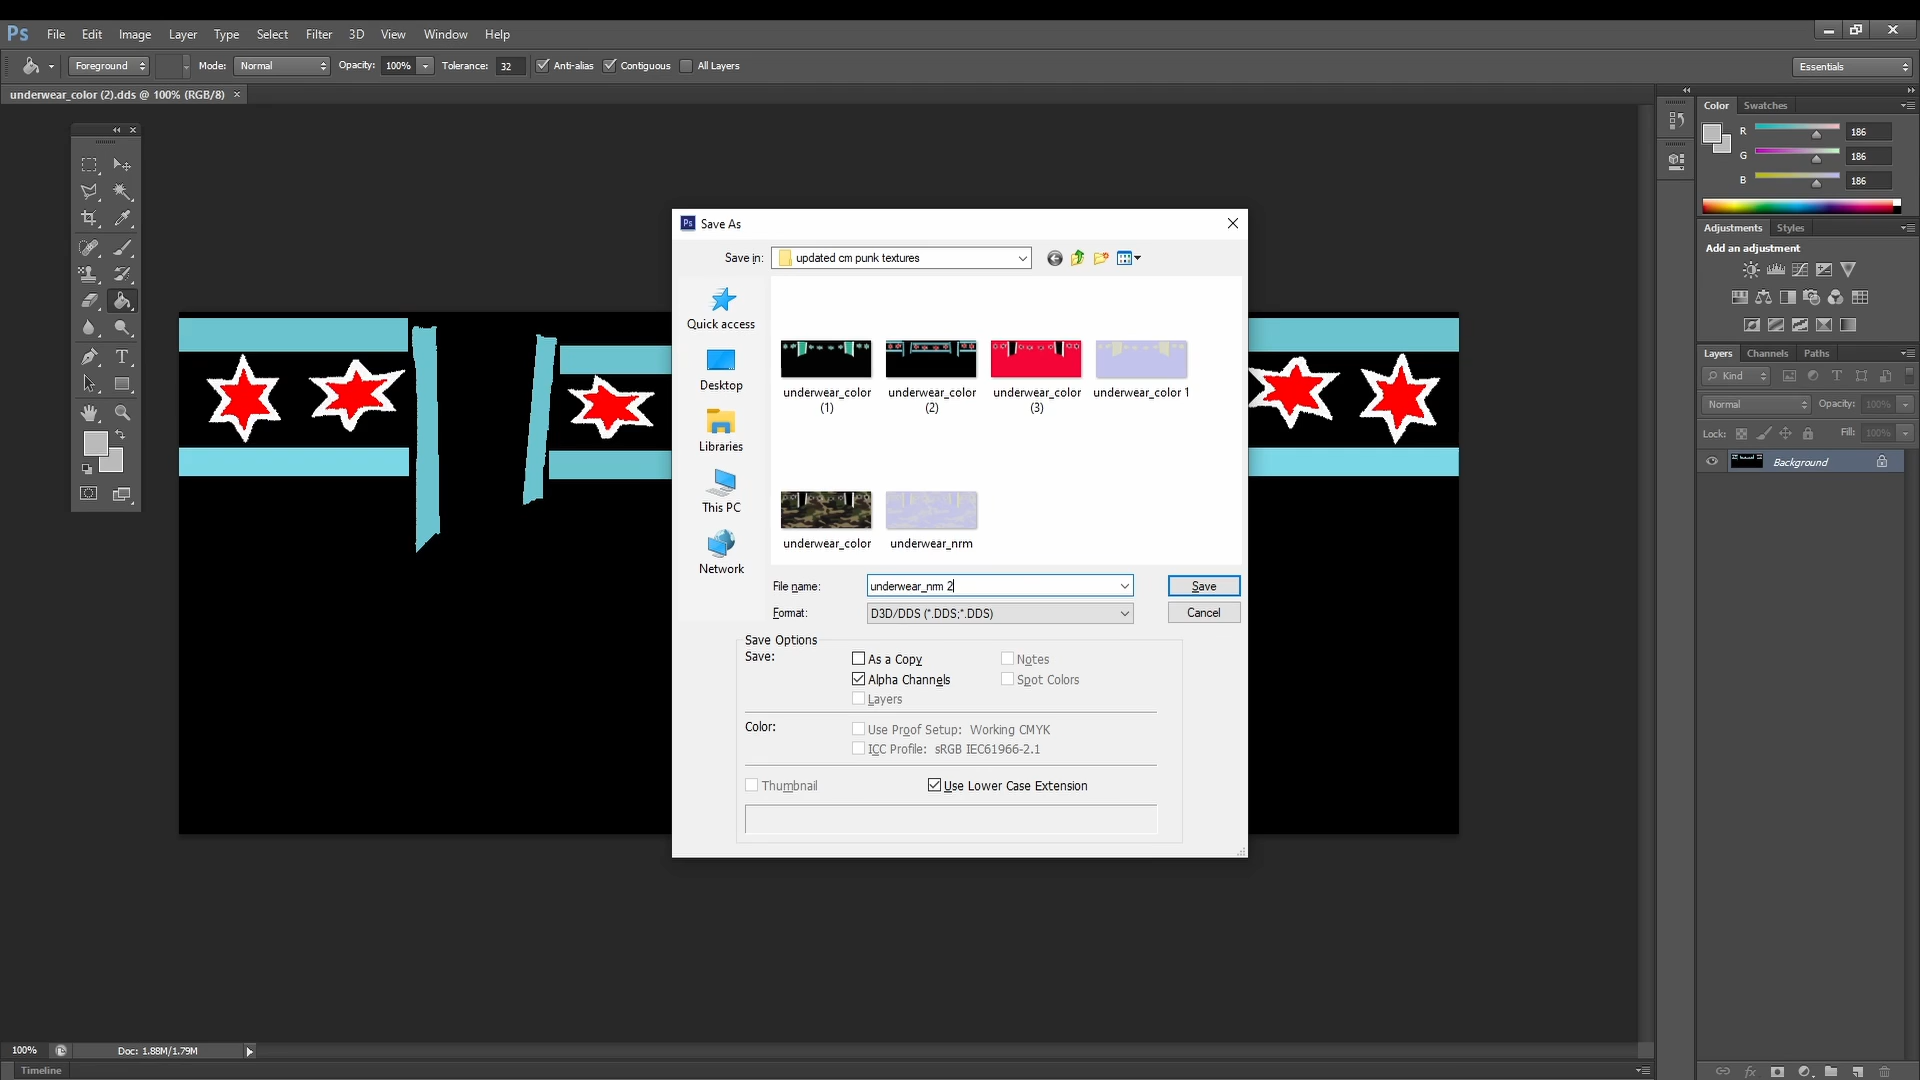 Ps File Edit Image Layer Type Select Filter 3D View Window Help
Foreground Mode: Normal Opacity: 100% Tolerance: 32 Anti-alias Contiguous All Layers Essentials
underwear_color (2).dds @ 100% (RGB/8) ×
Color Swatches
R 186
G 186
B 186
Adjustments Styles
Add an adjustment
Layers Channels Paths
Kind
Normal Opacity: 100%
Lock: Fill: 100%
Background
Ps Save As
Save in: updated cm punk textures
Quick access
Desktop
Libraries
This PC
Network
underwear_color (1)
underwear_color (2)
underwear_color (3)
underwear_color 1
underwear_color
underwear_nrm
File name: underwear_nrm 2 Save
Format: D3D/DDS (*.DDS;*.DDS) Cancel
Save Options
Save:
As a Copy Notes
Alpha Channels Spot Colors
Layers
Color:
Use Proof Setup: Working CMYK
ICC Profile: sRGB IEC61966-2.1
Thumbnail Use Lower Case Extension
100% Doc: 1.88M/1.79M
Timeline
fx